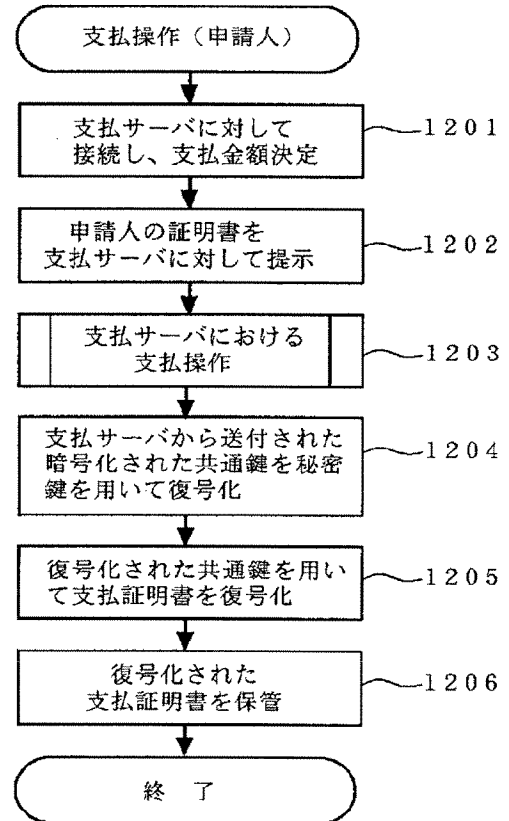 支払操作（申請人）
支払サーバに対して
接続し、支払金額決定
1201
申請人の証明書を
支払サーバに対して提示
1202
支払サーバにおける
支払操作
1203
支払サーバから送付された
暗号化された共通鍵を秘密
鍵を用いて復号化
1204
復号化された共通鍵を用い
て支払証明書を復号化
1205
復号化された
支払証明書を保管
1206
終 了